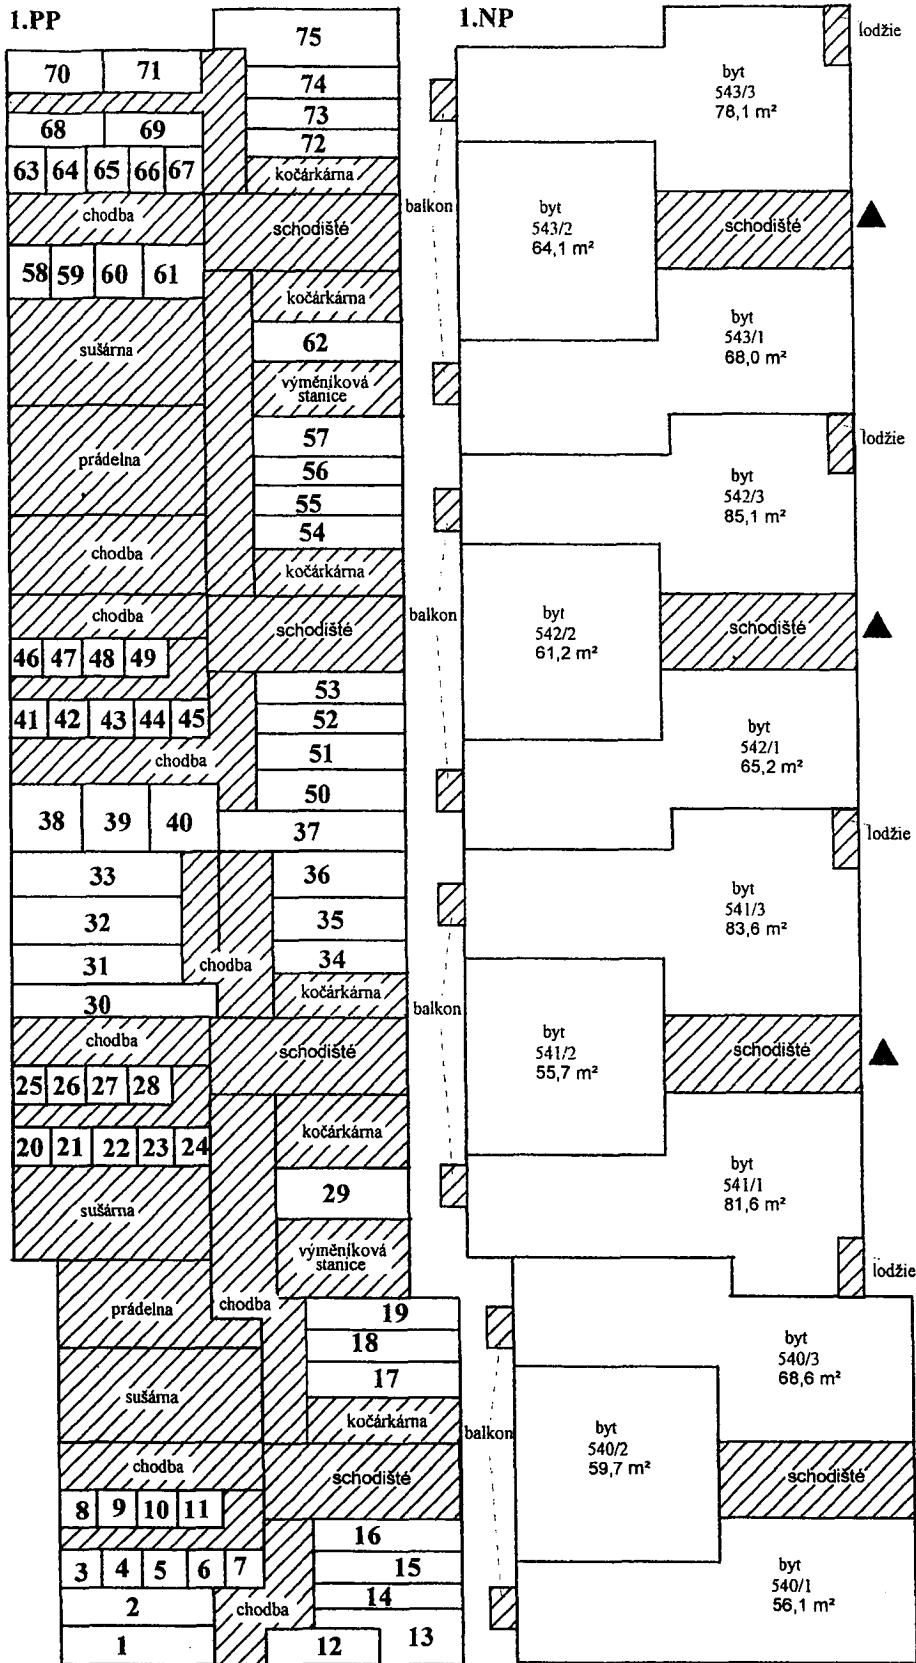 1.PP
75
70 71
74
73
68 69
72
63 64 65 66 67
kočárkárna
chodba
schodiště
58 59 60 61
kočárkárna
sušárna
62
výměníková
stanice
57
prádelna
56
55
54
chodba
kočárkárna
chodba
schodiště
46 47 48 49
53
41 42 43 44 45
52
chodba
51
50
38 39 40
37
33
36
32
35
31
chodba
34
30
kočárkárna
chodba
schodiště
25 26 27 28
kočárkárna
20 21 22 23 24
29
sušárna
výměníková
stanice
prádelna
chodba
19
18
17
sušárna
kočárkárna
chodba
schodiště
8 9 10 11
16
3 4 5 6 7
15
14
2
chodba
13
1
12
1.NP
lodžie
byt
543/3
78,1 m²
balkon
byt
543/2
64,1 m²
schodiště
byt
543/1
68,0 m²
lodžie
byt
542/3
85,1 m²
balkon
byt
542/2
61,2 m²
schodiště
byt
542/1
65,2 m²
lodžie
byt
541/3
83,6 m²
balkon
byt
541/2
55,7 m²
schodiště
byt
541/1
81,6 m²
lodžie
byt
540/3
68,6 m²
balkon
byt
540/2
59,7 m²
schodiště
byt
540/1
56,1 m²